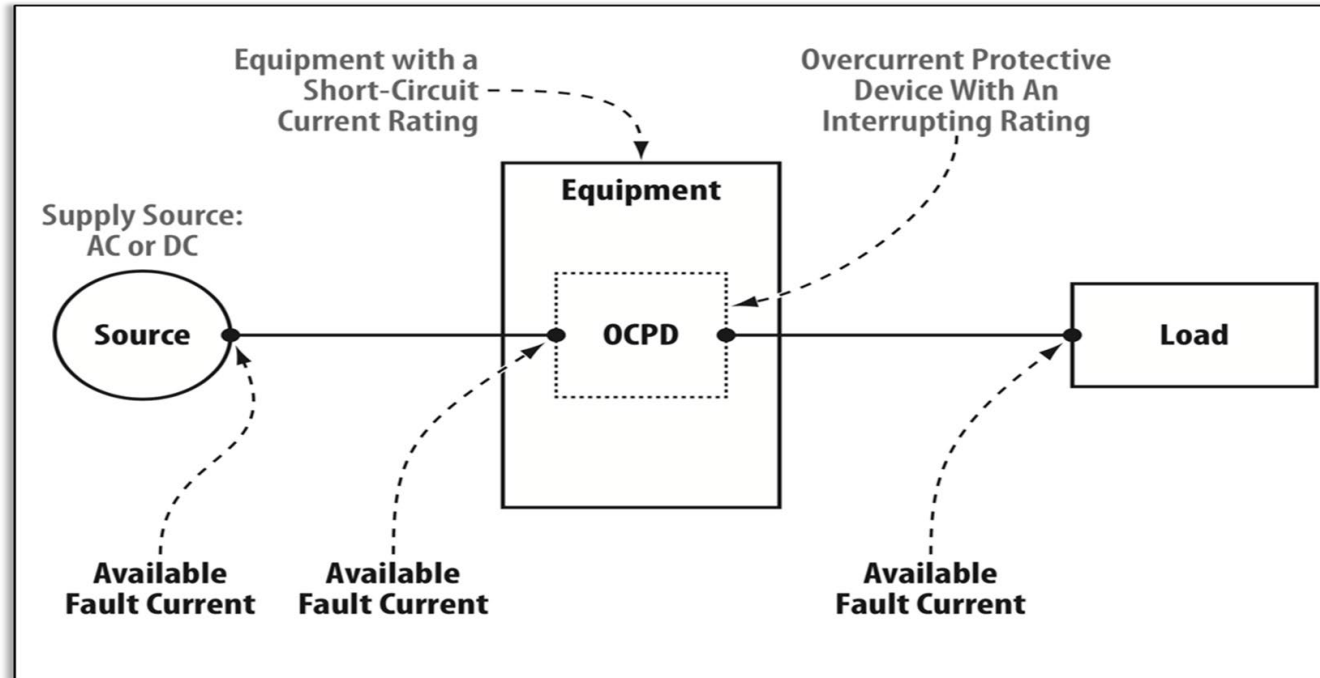 Equipment with a
Short-Circuit
Current Rating
Overcurrent Protective
Device With An
Interrupting Rating
Equipment
Supply Source:
AC or DC
Source
OCPD
Load
Available
Fault Current
Available
Fault Current
Available
Fault Current